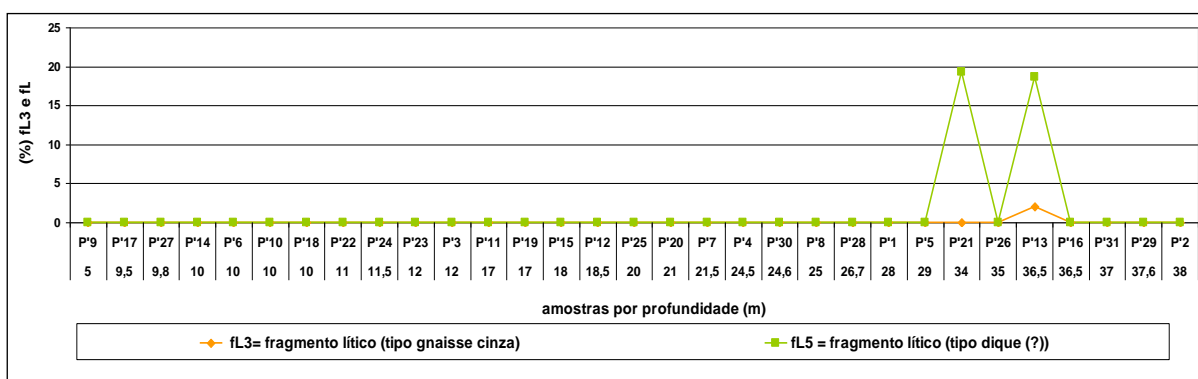 25
20
15
10
5
0
(%) fL3 e fL
P'9 P'17 P'27 P'14 P'6 P'10 P'18 P'22 P'24 P'23 P'3 P'11 P'19 P'15 P'12 P'25 P'20 P'7 P'4 P'30 P'8 P'28 P'1 P'5 P'21 P'26 P'13 P'16 P'31 P'29 P'2
5 9,5 9,8 10 10 10 10 11 11,5 12 12 17 17 18 18,5 20 21 21,5 24,5 24,6 25 26,7 28 29 34 35 36,5 36,5 37 37,6 38
amostras por profundidade (m)
fL3= fragmento lítico (tipo gnaisse cinza) fL5 = fragmento lítico (tipo dique (?))